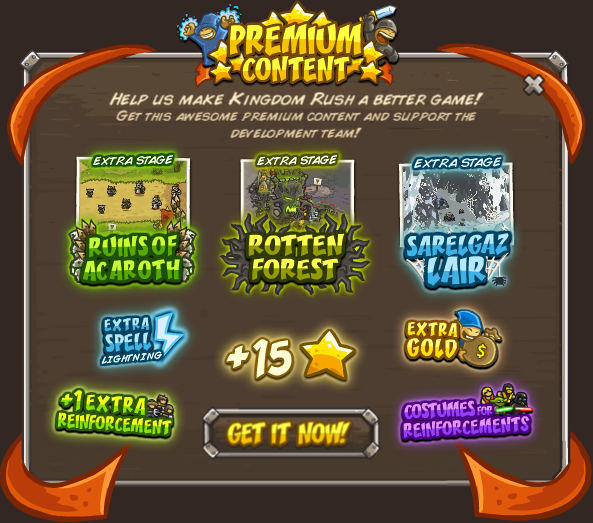 PREMIUM
CONTENT
HELP US MAKE KINGDOM RUSH A BETTER GAME!
GET THIS AWESOME PREMIUM CONTENT AND SUPPORT THE
DEVELOPMENT TEAM!
EXTRA STAGE
RUINS OF
ACAROTH
EXTRA STAGE
ROTTEN
FOREST
EXTRA STAGE
SARELGAZ
LAIR
EXTRA
SPELL
LIGHTNING
+15
EXTRA
GOLD
$
+1 EXTRA
REINFORCEMENT
GET IT NOW!
COSTUMES FOR
REINFORCEMENTS